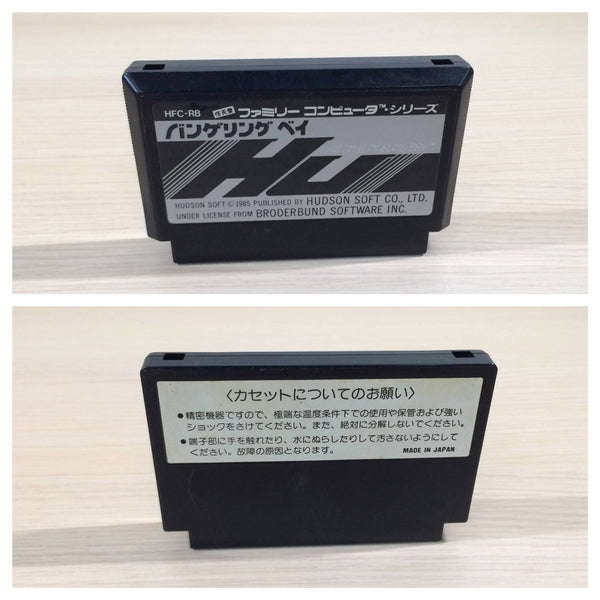 HFC-RB 任天堂 ファミリー コンピュータ™シリーズ
バンゲリング ベイ
HU
HUDSON SOFT © 1985 PUBLISHED BY HUDSON SOFT CO., LTD.
UNDER LICENSE FROM BRODERBUND SOFTWARE INC.
〈カセットについてのお願い〉
●精密機器ですので、極端な温度条件下での使用や保管および強い
ショックをさけてください。また、絶対に分解しないでください。
●端子部に手を触れたり、水にぬらしたりして汚さないようにして
ください。故障の原因となります。
MADE IN JAPAN